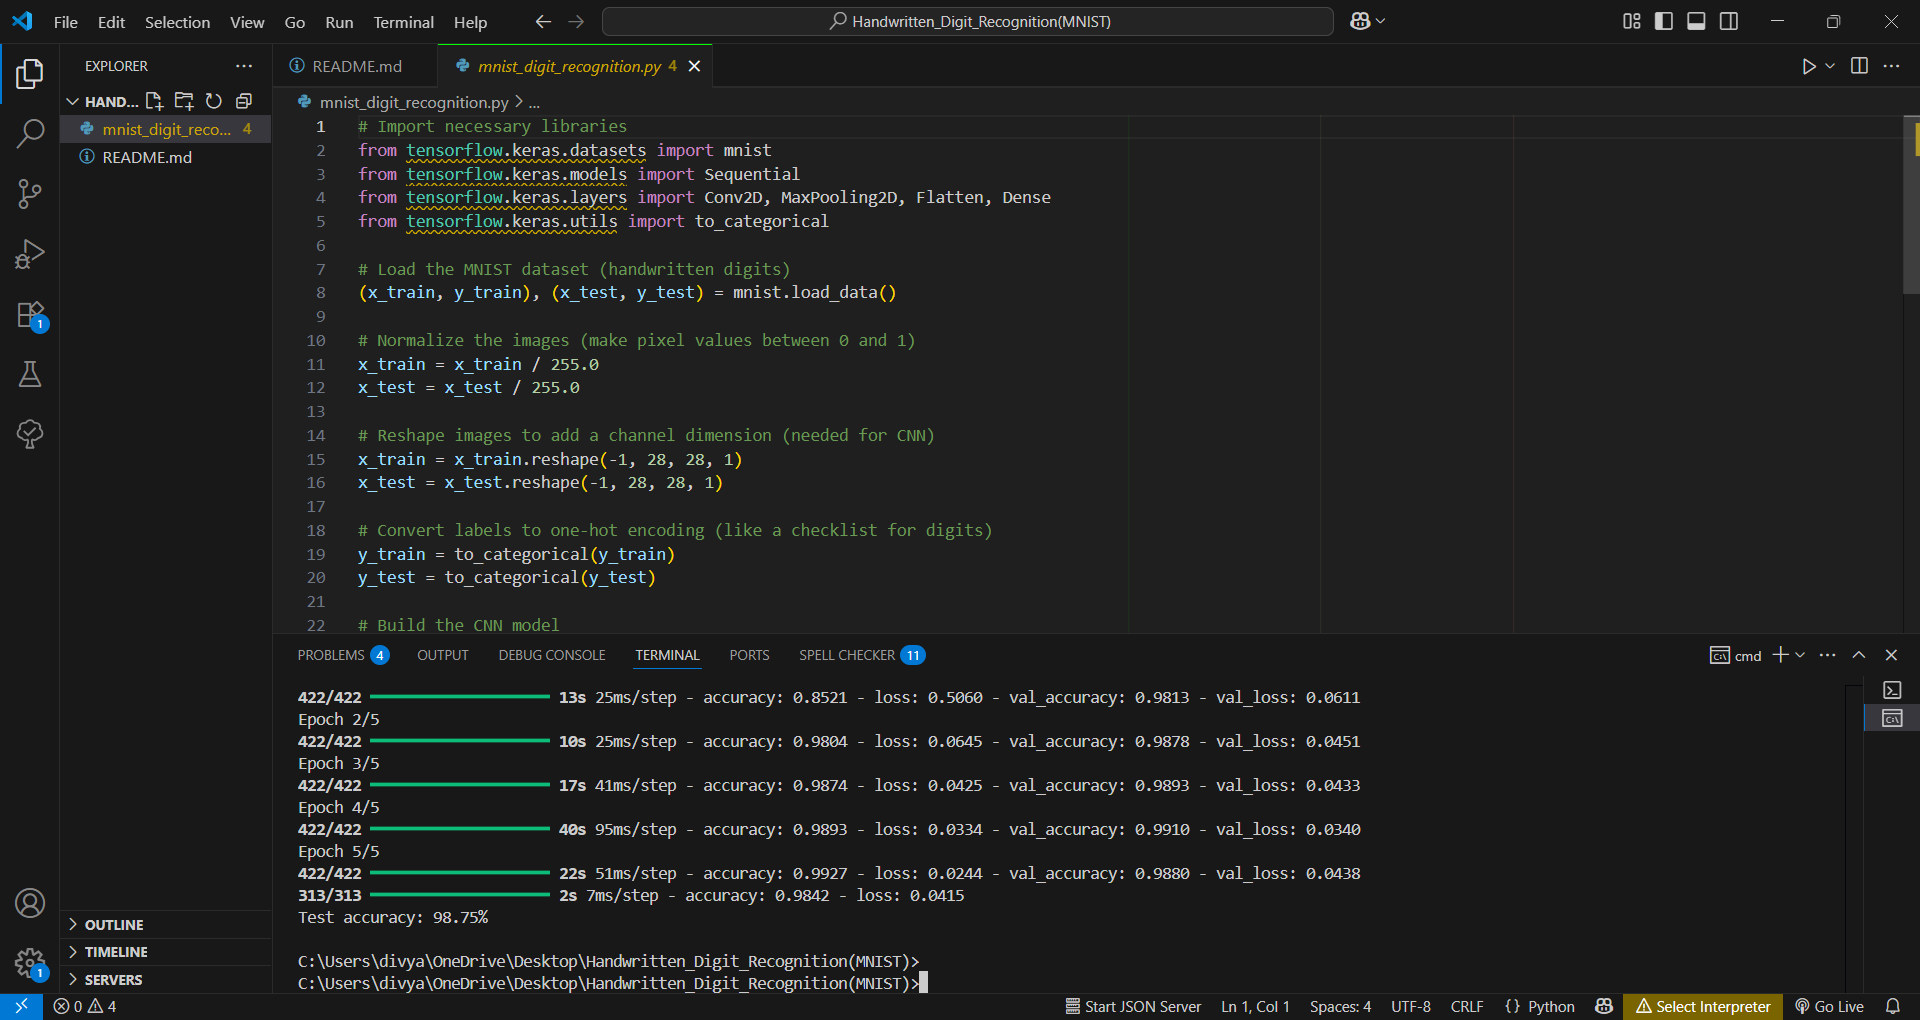 File Edit Selection View Go Run Terminal Help
Handwritten_Digit_Recognition(MNIST)
EXPLORER
HAND...
mnist_digit_reco... 4
README.md
OUTLINE
TIMELINE
SERVERS
1
1
README.md
mnist_digit_recognition.py 4
mnist_digit_recognition.py > ...
1 # Import necessary libraries
2 from tensorflow.keras.datasets import mnist
3 from tensorflow.keras.models import Sequential
4 from tensorflow.keras.layers import Conv2D, MaxPooling2D, Flatten, Dense
5 from tensorflow.keras.utils import to_categorical
6
7 # Load the MNIST dataset (handwritten digits)
8 (x_train, y_train), (x_test, y_test) = mnist.load_data()
9
10 # Normalize the images (make pixel values between 0 and 1)
11 x_train = x_train / 255.0
12 x_test = x_test / 255.0
13
14 # Reshape images to add a channel dimension (needed for CNN)
15 x_train = x_train.reshape(-1, 28, 28, 1)
16 x_test = x_test.reshape(-1, 28, 28, 1)
17
18 # Convert labels to one-hot encoding (like a checklist for digits)
19 y_train = to_categorical(y_train)
20 y_test = to_categorical(y_test)
21
22 # Build the CNN model
PROBLEMS 4 OUTPUT DEBUG CONSOLE TERMINAL PORTS SPELL CHECKER 11
cmd
422/422 13s 25ms/step - accuracy: 0.8521 - loss: 0.5060 - val_accuracy: 0.9813 - val_loss: 0.0611
Epoch 2/5
422/422 10s 25ms/step - accuracy: 0.9804 - loss: 0.0645 - val_accuracy: 0.9878 - val_loss: 0.0451
Epoch 3/5
422/422 17s 41ms/step - accuracy: 0.9874 - loss: 0.0425 - val_accuracy: 0.9893 - val_loss: 0.0433
Epoch 4/5
422/422 40s 95ms/step - accuracy: 0.9893 - loss: 0.0334 - val_accuracy: 0.9910 - val_loss: 0.0340
Epoch 5/5
422/422 22s 51ms/step - accuracy: 0.9927 - loss: 0.0244 - val_accuracy: 0.9880 - val_loss: 0.0438
313/313 2s 7ms/step - accuracy: 0.9842 - loss: 0.0415
Test accuracy: 98.75%
C:\Users\divya\OneDrive\Desktop\Handwritten_Digit_Recognition(MNIST)>
C:\Users\divya\OneDrive\Desktop\Handwritten_Digit_Recognition(MNIST)>
0 4
Start JSON Server Ln 1, Col 1 Spaces: 4 UTF-8 CRLF {} Python Select Interpreter Go Live